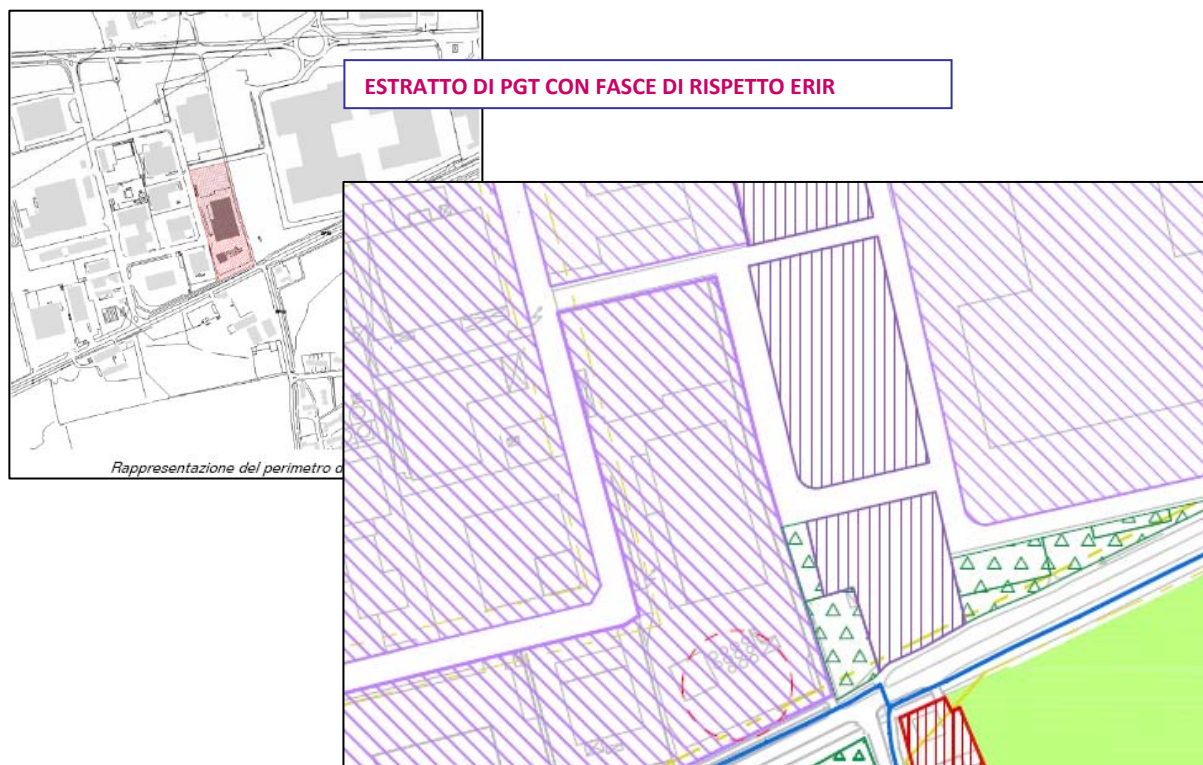 ESTRATTO DI PGT CON FASCE DI RISPETTO ERIR
Rappresentazione del perimetro d